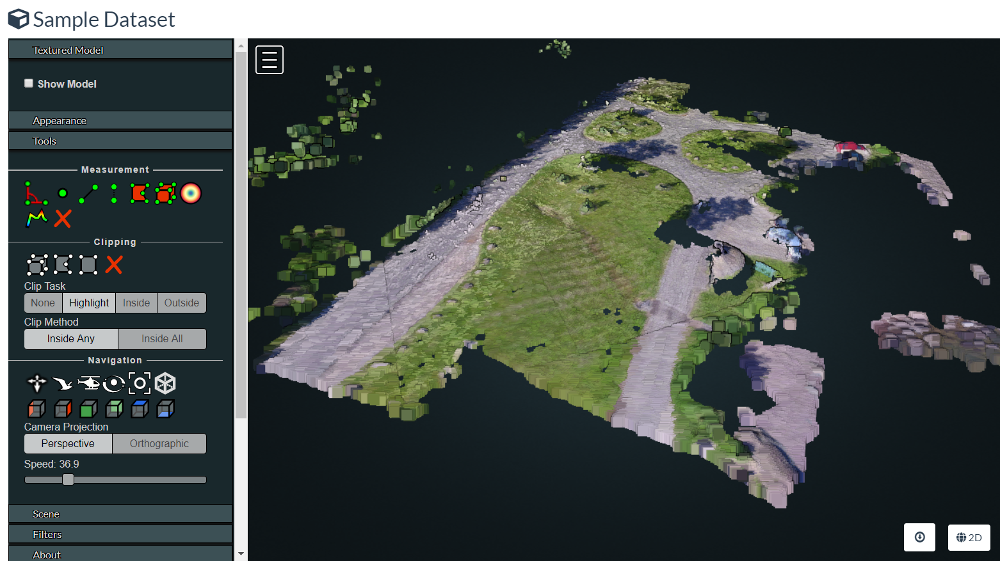 Sample Dataset
Textured Model
Show Model
Appearance
Tools
Measurement
Clipping
Clip Task
None Highlight Inside Outside
Clip Method
Inside Any Inside All
Navigation
Camera Projection
Perspective Orthographic
Speed: 36.9
Scene
Filters
About
2D